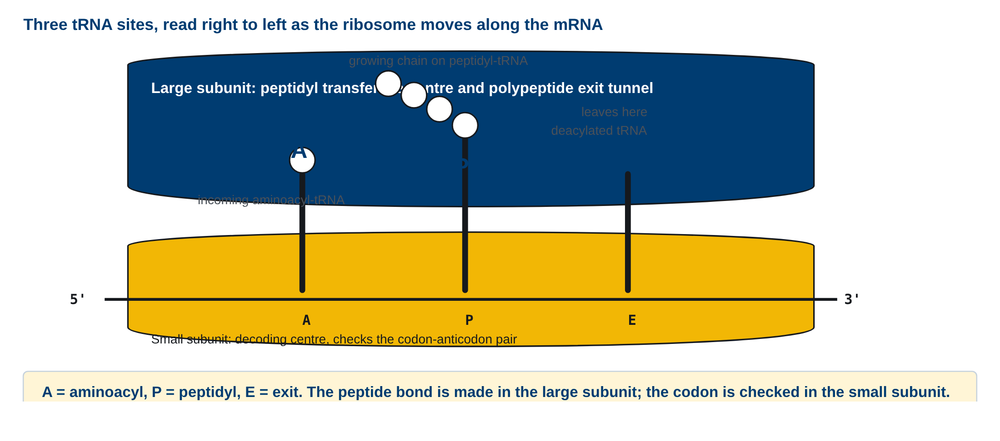 Three tRNA sites, read right to left as the ribosome moves along the mRNA
growing chain on peptidyl-tRNA
Large subunit: peptidyl and polypeptide exit tunnel
leaves here
deacylated tRNA
A
incoming aminoacyl-tRNA
5' 3'
A P E
Small subunit: decoding centre, checks the codon-anticodon pair
A = aminoacyl, P = peptidyl, E = exit. The peptide bond is made in the large subunit; the codon is checked in the small subunit.